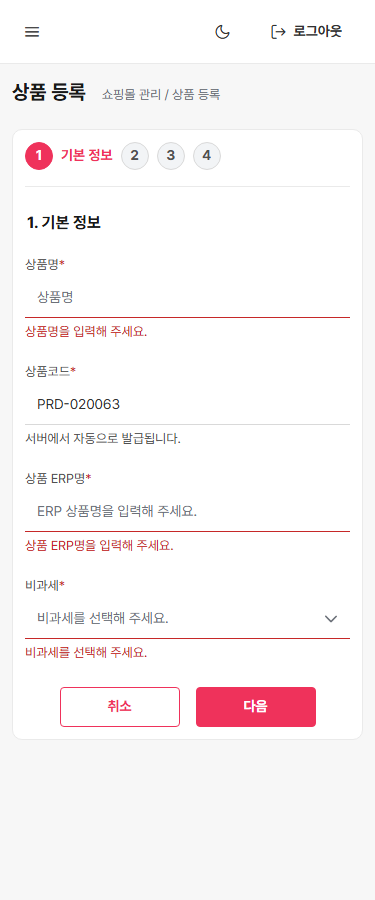 로그아웃
상품 등록
쇼핑몰 관리 / 상품 등록
1 기본 정보 2 3 4
1. 기본 정보
상품명*
상품명
상품명을 입력해 주세요.
상품코드*
PRD-020063
서버에서 자동으로 발급됩니다.
상품 ERP명*
ERP 상품명을 입력해 주세요.
상품 ERP명을 입력해 주세요.
비과세*
비과세를 선택해 주세요.
비과세를 선택해 주세요.
취소 다음